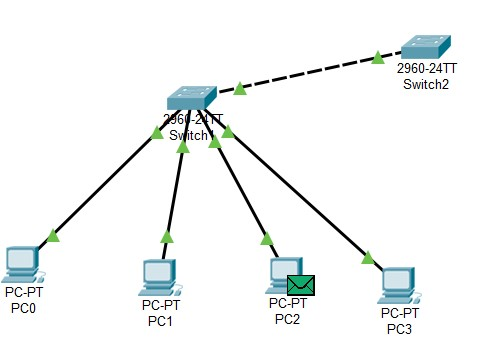 2960-24TT
Switch2
2960-24TT
Switch1
PC-PT
PC0
PC-PT
PC1
PC-PT
PC2
PC-PT
PC3